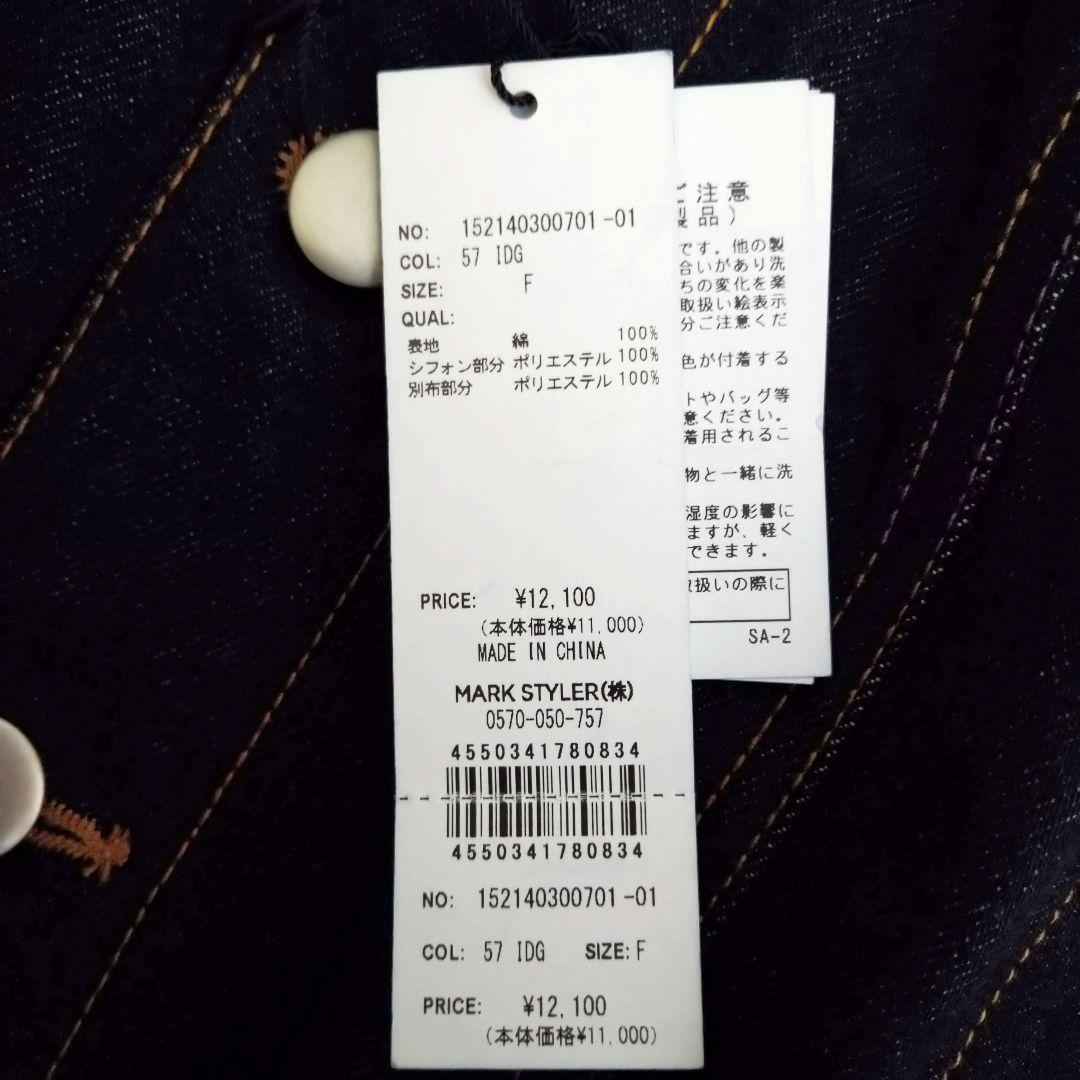 NO: 152140300701-01
COL: 57 IDG
SIZE: F
QUAL:
表地 綿 100%
シフォン部分 ポリエステル 100%
別布部分 ポリエステル 100%
PRICE: ¥12,100
(本体価格¥11,000)
MADE IN CHINA
MARK STYLER(株)
0570-050-757
4550341780834
4550341780834
NO: 152140300701-01
COL: 57 IDG SIZE: F
PRICE: ¥12,100
(本体価格¥11,000)
ご注意
製品)
です。他の製
合いがあり洗
ちの変化を楽
取扱い絵表示
分ご注意くだ
色が付着する
トやバッグ等
意ください。
着用されるこ
物と一緒に洗
湿度の影響に
ますが、軽く
できます。
取扱いの際に
SA-2